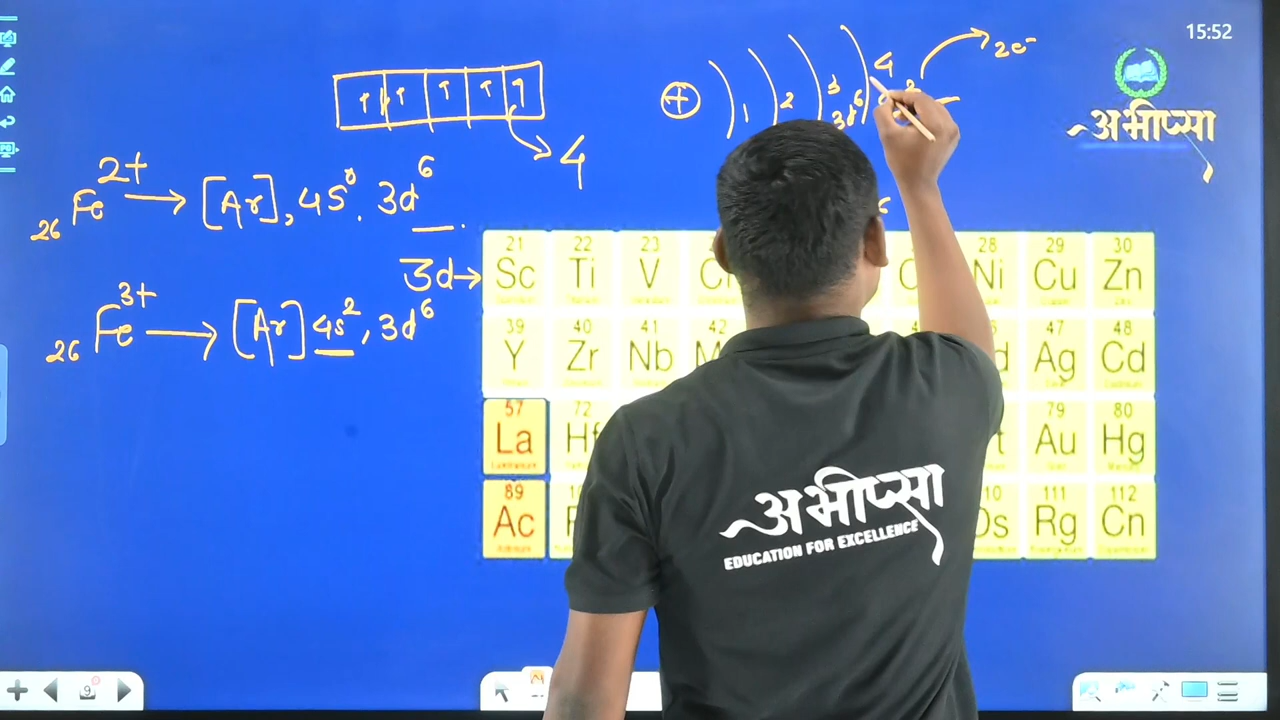 15:52
अभीप्सा
⊕ ) 1 ) 2 ) 3 3d⁶ ) 4 → 2e⁻
↑ ↑ ↑ ↑ ↑ → 4
₂₆Fe²⁺ → [Ar], 4s⁰. 3d⁶
3d→
21 22 23 28 29 30
Sc Ti V Ni Cu Zn
₂₆Fe³⁺ → [Ar] 4s², 3d⁶
39 40 41 42 47 48
Y Zr Nb Ag Cd
57 72 79 80
La Hf Au Hg
89 111 112
Ac Rg Cn
अभीप्सा
EDUCATION FOR EXCELLENCE
9